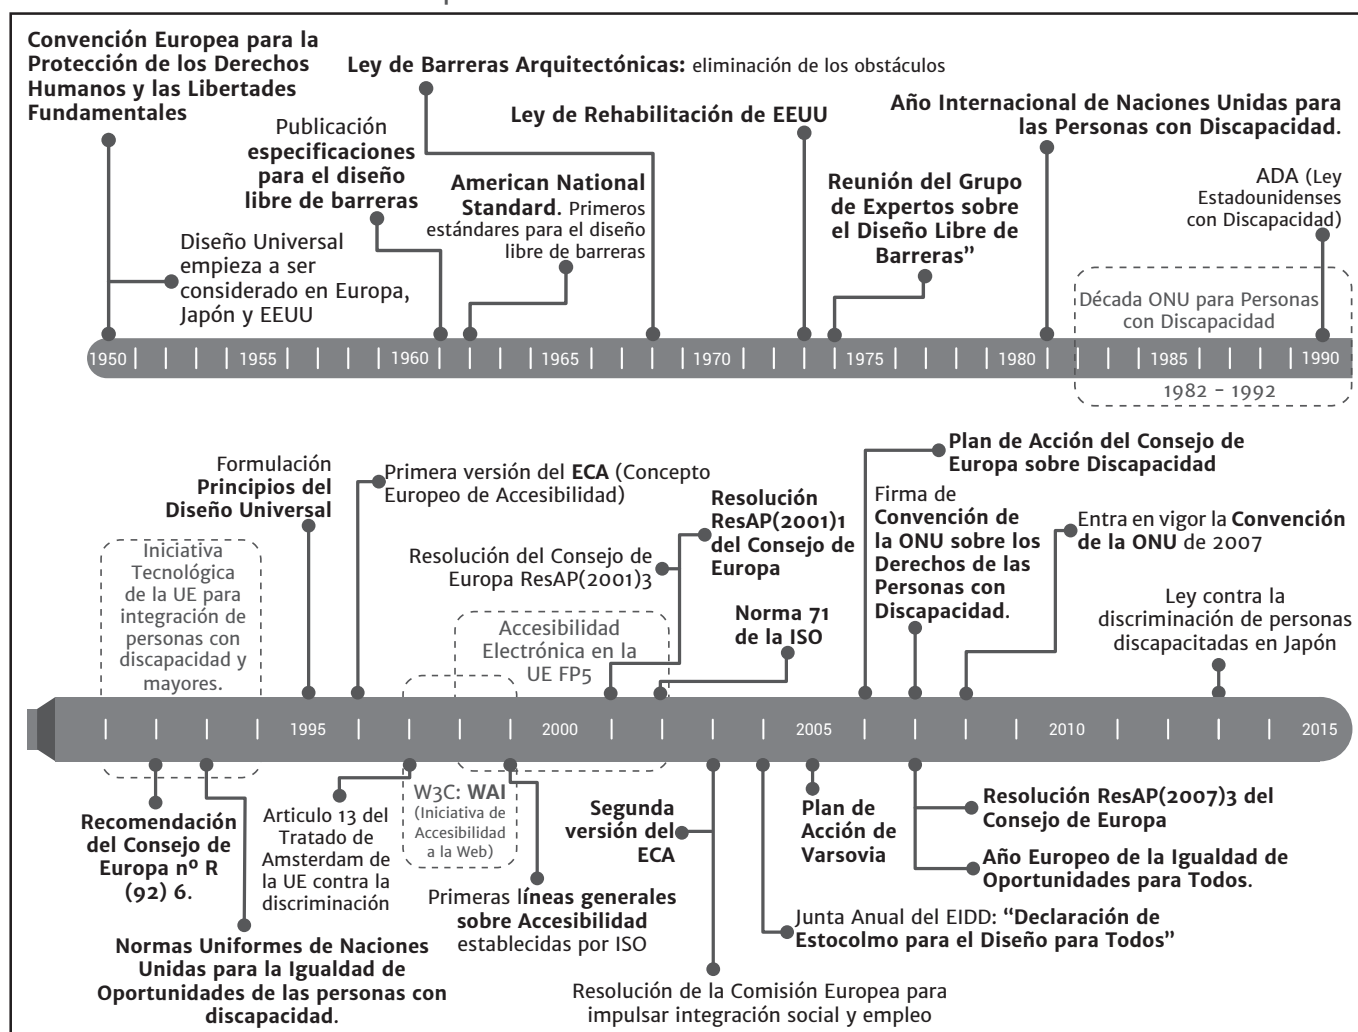 Convención Europea para la
Protección de los Derechos
Humanos y las Libertades
Fundamentales
Ley de Barreras Arquitectónicas: eliminación de los obstáculos
Publicación
especificaciones
para el diseño
libre de barreras
Diseño Universal
empieza a ser
considerado en Europa,
Japón y EEUU
American National
Standard. Primeros
estándares para el diseño
libre de barreras
Ley de Rehabilitación de EEUU
Reunión del Grupo
de Expertos sobre
el Diseño Libre de
Barreras”
Año Internacional de Naciones Unidas para
las Personas con Discapacidad.
ADA (Ley
Estadounidenses
con Discapacidad)
Década ONU para Personas
con Discapacidad
1950 1955 1960 1965 1970 1975 1980 1985 1990
1982 - 1992
Formulación
Principios del
Diseño Universal
Primera versión del ECA (Concepto
Europeo de Accesibilidad)
Iniciativa
Tecnológica
de la UE para
integración de
personas con
discapacidad y
mayores.
Resolución del Consejo de
Europa ResAP(2001)3
Resolución
ResAP(2001)1
del Consejo de
Europa
Accesibilidad
Electrónica en la
UE FP5
Norma 71
de la ISO
Plan de Acción del Consejo de
Europa sobre Discapacidad
Firma de
Convención de
la ONU sobre los
Derechos de las
Personas con
Discapacidad.
Entra en vigor la Convención
de la ONU de 2007
Ley contra la
discriminación de personas
discapacitadas en Japón
1995 2000 2005 2010 2015
Recomendación
del Consejo de
Europa nº R
(92) 6.
Normas Uniformes de Naciones
Unidas para la Igualdad de
Oportunidades de las personas con
discapacidad.
Articulo 13 del
Tratado de
Amsterdam de
la UE contra la
discriminación
W3C: WAI
(Iniciativa de
Accesibilidad
a la Web)
Primeras líneas generales
sobre Accesibilidad
establecidas por ISO
Segunda
versión del
ECA
Resolución de la Comisión Europea para
impulsar integración social y empleo
Plan de
Acción de
Varsovia
Junta Anual del EIDD: “Declaración de
Estocolmo para el Diseño para Todos”
Resolución ResAP(2007)3 del
Consejo de Europa
Año Europeo de la Igualdad de
Oportunidades para Todos.